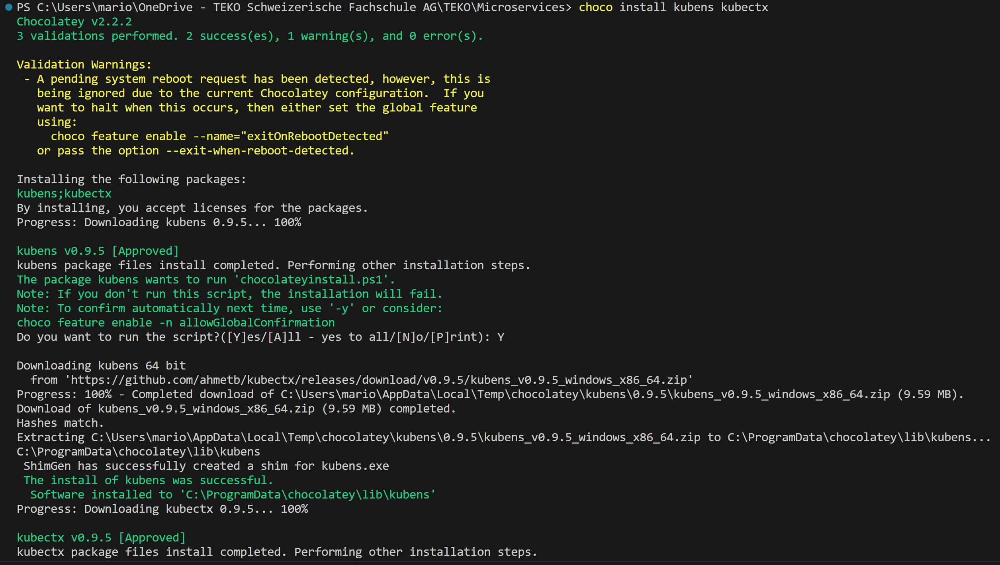 PS C:\Users\mario\OneDrive - TEKO Schweizerische Fachschule AG\TEKO\Microservices> choco install kubens kubectx
Chocolatey v2.2.2
3 validations performed. 2 success(es), 1 warning(s), and 0 error(s).

Validation Warnings:
 - A pending system reboot request has been detected, however, this is
   being ignored due to the current Chocolatey configuration.  If you
   want to halt when this occurs, then either set the global feature
   using:
     choco feature enable --name="exitOnRebootDetected"
   or pass the option --exit-when-reboot-detected.

Installing the following packages:
kubens;kubectx
By installing, you accept licenses for the packages.
Progress: Downloading kubens 0.9.5... 100%

kubens v0.9.5 [Approved]
kubens package files install completed. Performing other installation steps.
The package kubens wants to run 'chocolateyinstall.ps1'.
Note: If you don't run this script, the installation will fail.
Note: To confirm automatically next time, use '-y' or consider:
choco feature enable -n allowGlobalConfirmation
Do you want to run the script?([Y]es/[A]ll - yes to all/[N]o/[P]rint): Y

Downloading kubens 64 bit
  from 'https://github.com/ahmetb/kubectx/releases/download/v0.9.5/kubens_v0.9.5_windows_x86_64.zip'
Progress: 100% - Completed download of C:\Users\mario\AppData\Local\Temp\chocolatey\kubens\0.9.5\kubens_v0.9.5_windows_x86_64.zip (9.59 MB).
Download of kubens_v0.9.5_windows_x86_64.zip (9.59 MB) completed.
Hashes match.
Extracting C:\Users\mario\AppData\Local\Temp\chocolatey\kubens\0.9.5\kubens_v0.9.5_windows_x86_64.zip to C:\ProgramData\chocolatey\lib\kubens...
C:\ProgramData\chocolatey\lib\kubens
 ShimGen has successfully created a shim for kubens.exe
 The install of kubens was successful.
  Software installed to 'C:\ProgramData\chocolatey\lib\kubens'
Progress: Downloading kubectx 0.9.5... 100%

kubectx v0.9.5 [Approved]
kubectx package files install completed. Performing other installation steps.